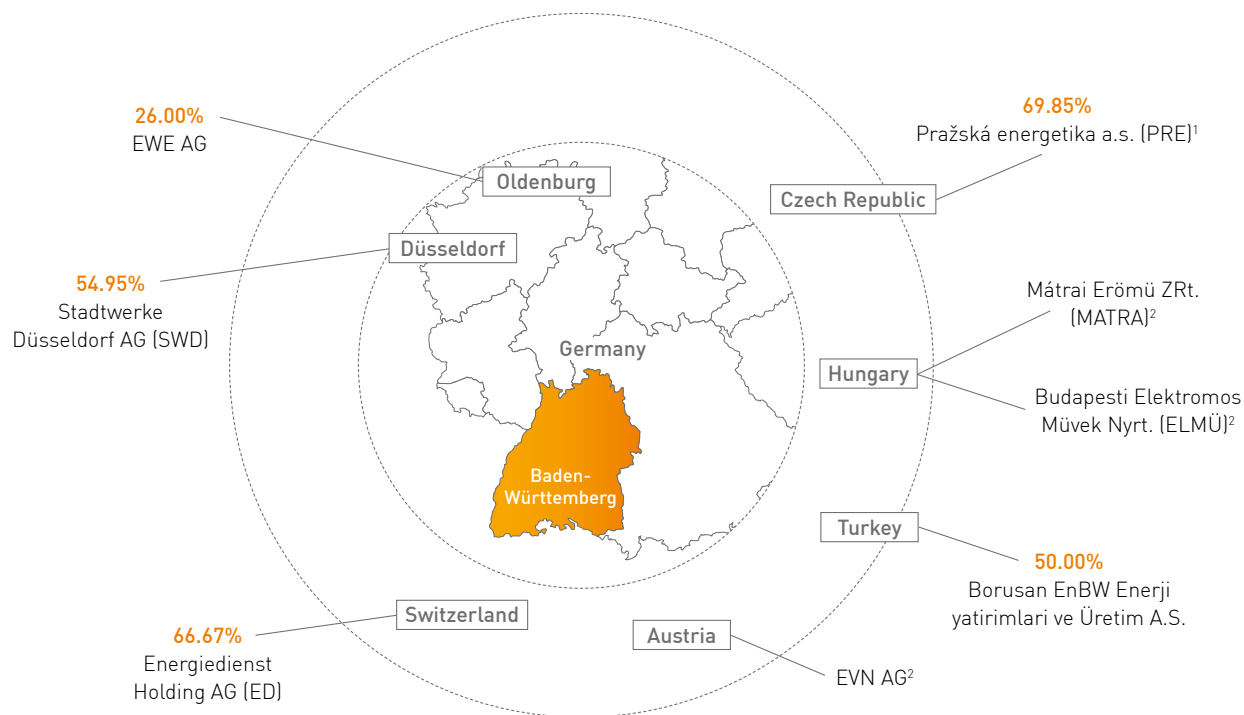 26.00%
EWE AG
Oldenburg
69.85%
Pražská energetika a.s. (PRE)¹
Czech Republic
Düsseldorf
54.95%
Stadtwerke
Düsseldorf AG (SWD)
Germany
Mátrai Erömü ZRt.
(MATRA)²
Hungary
Budapesti Elektromos
Müvek Nyrt. (ELMÜ)²
Baden-
Württemberg
Turkey
50.00%
Borusan EnBW Enerji
yatirimlari ve Üretim A.S.
Switzerland
66.67%
Energiedienst
Holding AG (ED)
Austria
EVN AG²